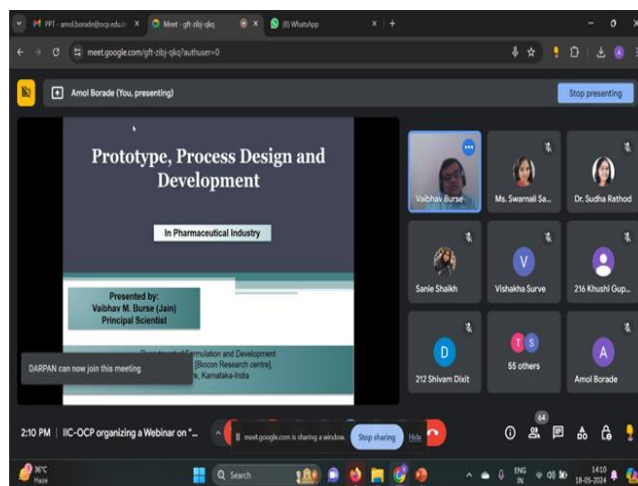 PPT - amol.borade@ocp.edu.i
Meet - gft-zibj-qkq
(8) WhatsApp
meet.google.com/gft-zibj-qkq?authuser=0
Amol Borade (You, presenting)
Stop presenting
Prototype, Process Design and
Development
In Pharmaceutical Industry
Presented by:
Vaibhav M. Burse (Jain)
Principal Scientist
Formulation and Development
[Biocon Research centre],
Karnataka-India
DARPAN can now join this meeting
Vaibhav Burse
Ms. Swarnali Sa...
Dr. Sudha Rathod
Sanie Shaikh
V
Vishakha Surve
216 Khushi Gup...
D
212 Shivam Dixit
T S
55 others
A
Amol Borade
2:10 PM | IIC-OCP organizing a Webinar on "...
meet.google.com is sharing a window.
Stop sharing
Hide
64
36°C
Haze
Search
ENG
IN
1410
18-05-2024